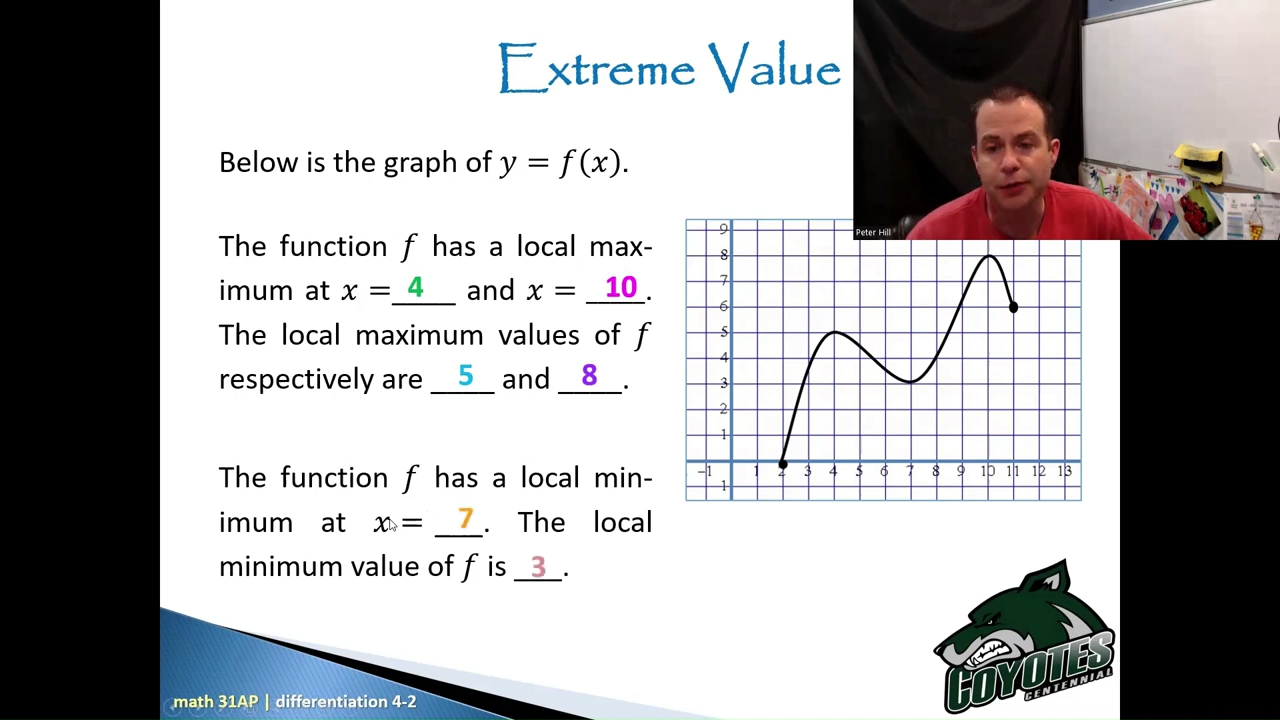 Extreme Value
Below is the graph of y = f(x).
The function f has a local max-
imum at x = 4 and x = 10.
The local maximum values of f
respectively are 5 and 8.
The function f has a local min-
imum at x = 7. The local
minimum value of f is 3.
Peter Hill
9
8
7
6
5
4
3
2
1
−1 1 2 3 4 5 6 7 8 9 10 11 12 13
1
COYOTES
CENTENNIAL
math 31AP | differentiation 4-2